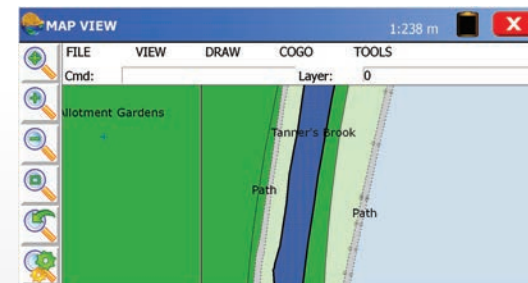 MAP VIEW 1:238 m X
FILE VIEW DRAW COGO TOOLS
Cmd: Layer: 0
llotment Gardens
Tanner's Brook
Path
Path